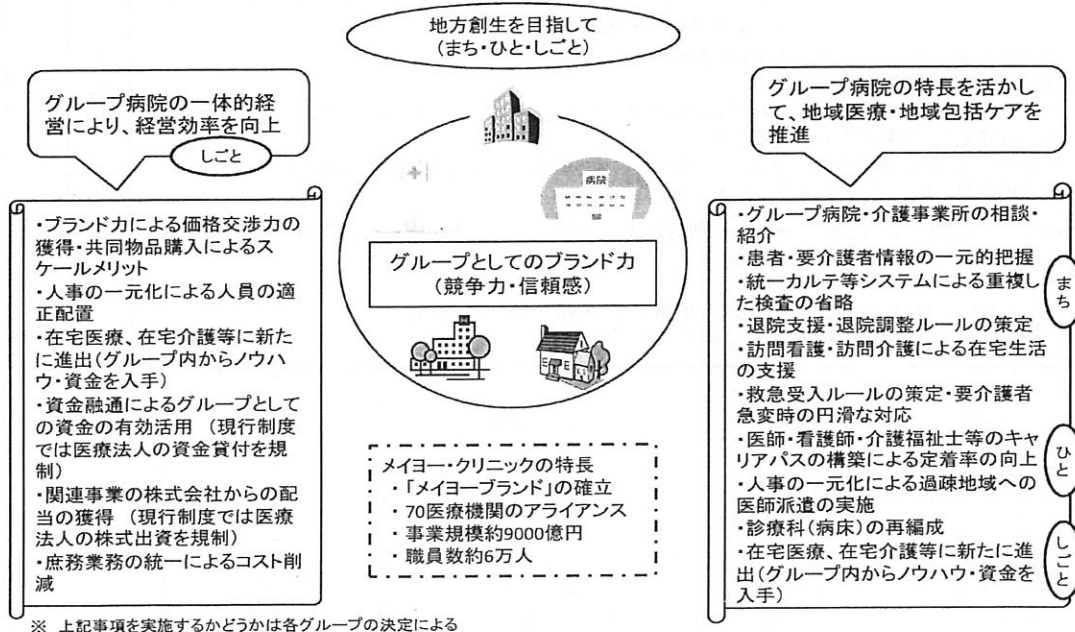 地方創生を目指して
(まち・ひと・しごと)
グループ病院の一体的経
営により、経営効率を向上
しごと
・ブランド力による価格交渉力の
獲得・共同物品購入によるス
ケールメリット
・人事の一元化による人員の適
正配置
・在宅医療、在宅介護等に新た
に進出(グループ内からノウハ
ウ・資金を入手)
・資金融通によるグループとして
の資金の有効活用 (現行制度
では医療法人の資金貸付を規
制)
・関連事業の株式会社からの配
当の獲得 (現行制度では医療
法人の株式出資を規制)
・庶務業務の統一によるコスト削
減
病院
グループとしてのブランド力
(競争力・信頼感)
メイヨー・クリニックの特長
・「メイヨーブランド」の確立
・70医療機関のアライアンス
・事業規模約9000億円
・職員数約6万人
グループ病院の特長を活かし
て、地域医療・地域包括ケアを
推進
・グループ病院・介護事業所の相談・
紹介
・患者・要介護者情報の一元的把握
・統一カルテ等システムによる重複し
た検査の省略
・退院支援・退院調整ルールの策定
・訪問看護・訪問介護による在宅生活
の支援
・救急受入ルールの策定・要介護者
急変時の円滑な対応
・医師・看護師・介護福祉士等のキャ
リアパスの構築による定着率の向上
・人事の一元化による過疎地域への
医師派遣の実施
・診療科(病床)の再編成
・在宅医療、在宅介護等に新たに進
出(グループ内からノウハウ・資金を
入手)
まち
ひと
しごと
※ 上記事項を実施するかどうかは各グループの決定による